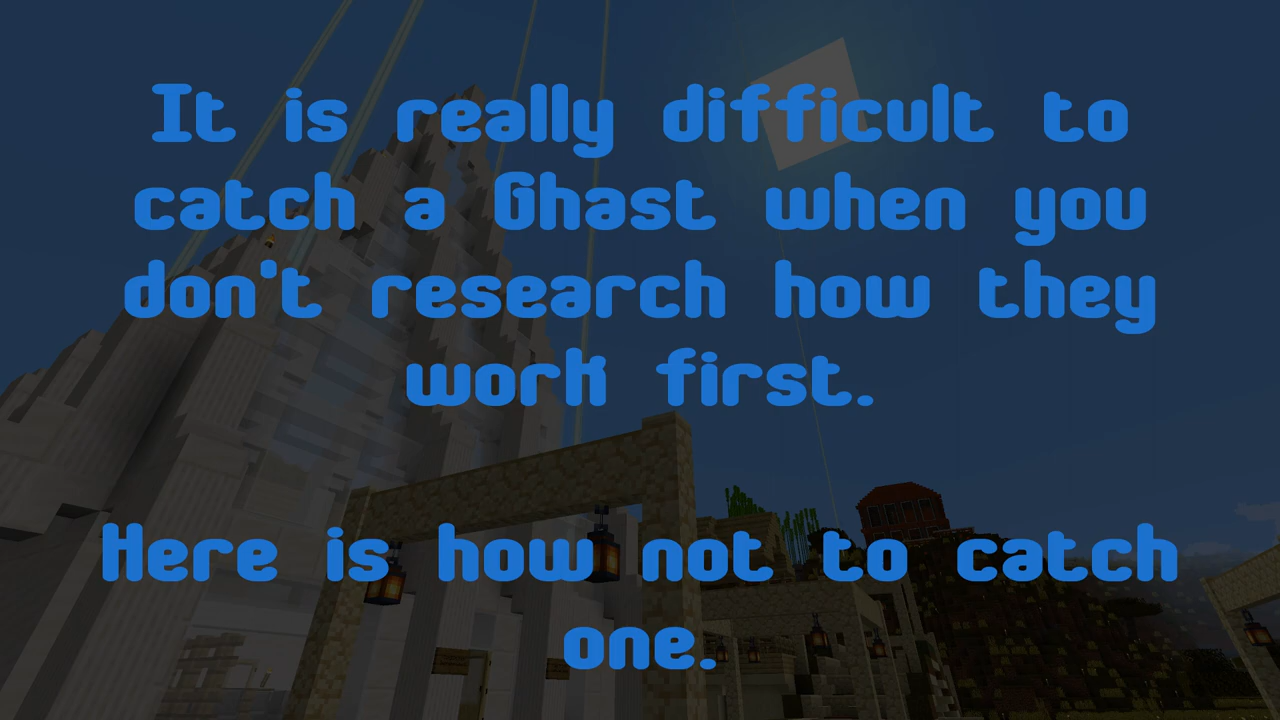 It is really difficult to
catch a Ghast when you
don't research how they
work first.
Here is how not to catch
one.